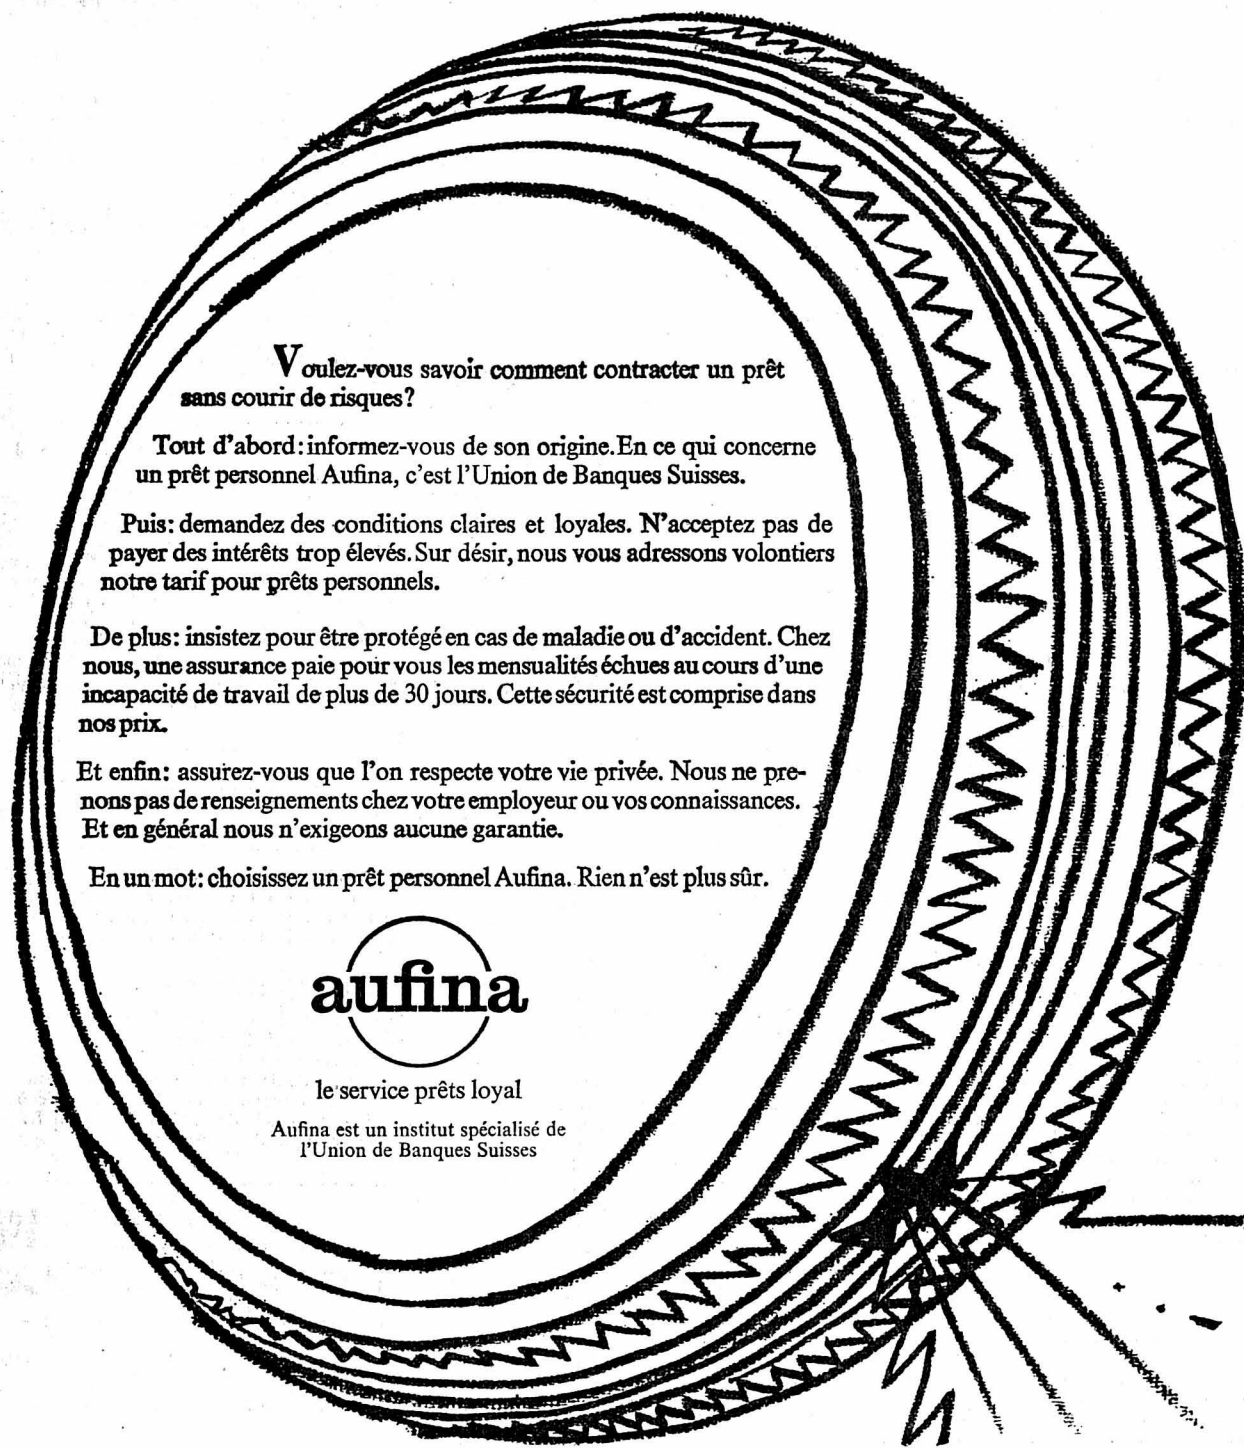 Voulez-vous savoir comment contracter un prêt
sans courir de risques?
Tout d'abord: informez-vous de son origine. En ce qui concerne
un prêt personnel Aufina, c'est l'Union de Banques Suisses.
Puis: demandez des conditions claires et loyales. N'acceptez pas de
payer des intérêts trop élevés. Sur désir, nous vous adressons volontiers
notre tarif pour prêts personnels.
De plus: insistez pour être protégé en cas de maladie ou d'accident. Chez
nous, une assurance paie pour vous les mensualités échues au cours d'une
incapacité de travail de plus de 30 jours. Cette sécurité est comprise dans
nos prix.
Et enfin: assurez-vous que l'on respecte votre vie privée. Nous ne pre-
nons pas de renseignements chez votre employeur ou vos connaissances.
Et en général nous n'exigeons aucune garantie.
En un mot: choisissez un prêt personnel Aufina. Rien n'est plus sûr.
aufina
le service prêts loyal
Aufina est un institut spécialisé de
l'Union de Banques Suisses